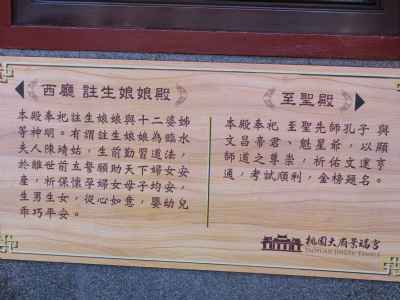 西廳 註生娘娘殿
本殿奉祀註生娘娘與十二婆姊
等神明。有謂註生娘娘為臨水
夫人陳靖姑,生前勤習道法,
於離世前立誓願助天下婦女安
產,祈保懷孕婦女母子均安,
生男生女,從心如意,嬰幼兒
乖巧平安。
至聖殿
本殿奉祀 至聖先師孔子 與
文昌帝君、魁星爺,以顯
師道之尊崇,祈佑文運亨
通,考試順利,金榜題名。
桃園大廟景福宮
TAOYUAN JINGFU TEMPLE